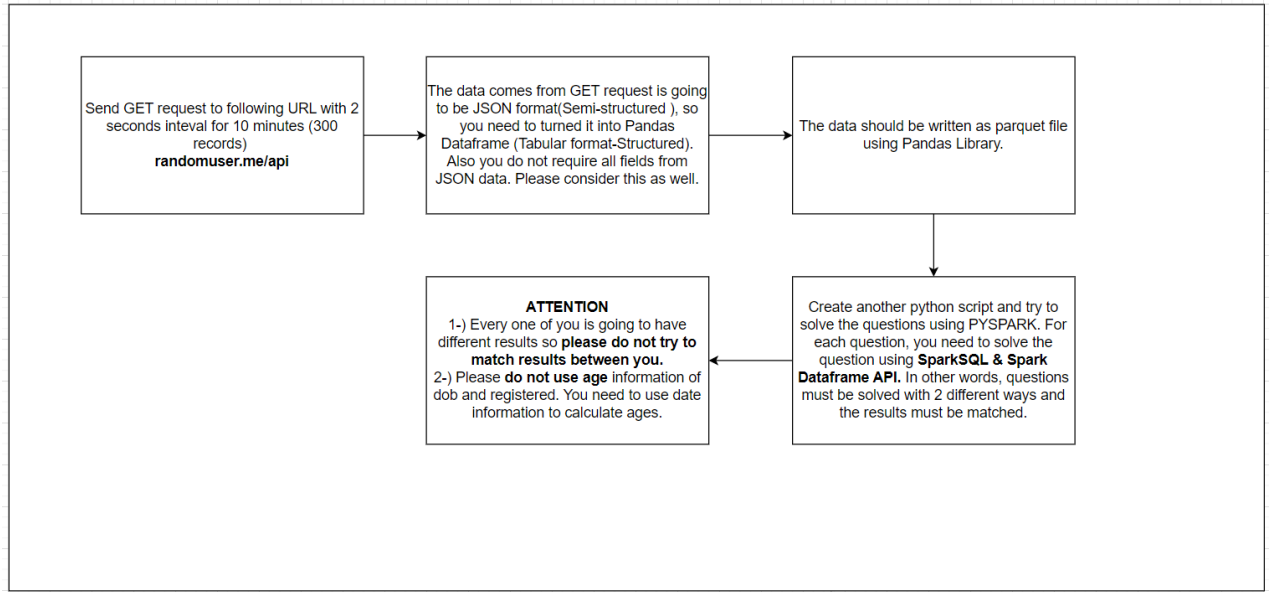 Send GET request to following URL with 2
seconds inteval for 10 minutes (300
records)
randomuser.me/api
The data comes from GET request is going
to be JSON format(Semi-structured ), so
you need to turned it into Pandas
Dataframe (Tabular format-Structured).
Also you do not require all fields from
JSON data. Please consider this as well.
The data should be written as parquet file
using Pandas Library.
Create another python script and try to
solve the questions using PYSPARK. For
each question, you need to solve the
question using SparkSQL & Spark
Dataframe API. In other words, questions
must be solved with 2 different ways and
the results must be matched.
ATTENTION
1-) Every one of you is going to have
different results so please do not try to
match results between you.
2-) Please do not use age information of
dob and registered. You need to use date
information to calculate ages.